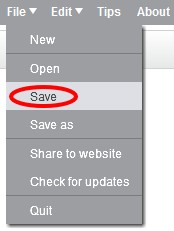 File Edit Tips About
New
Open
Save
Save as
Share to website
Check for updates
Quit